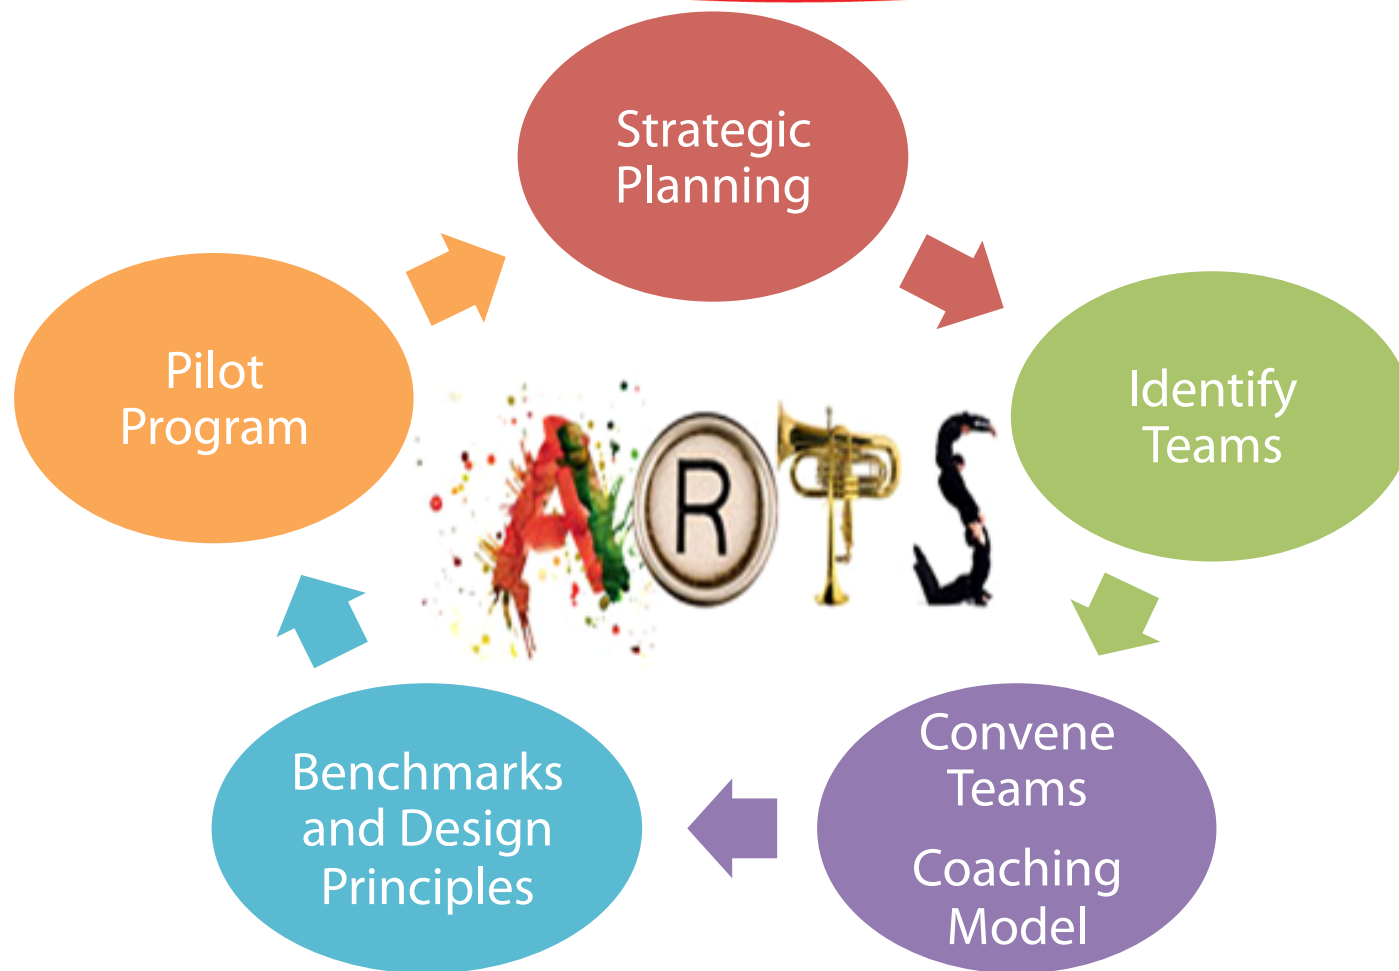 Strategic
Planning
Identify
Teams
Convene
Teams
Coaching
Model
Benchmarks
and Design
Principles
Pilot
Program
ARTS